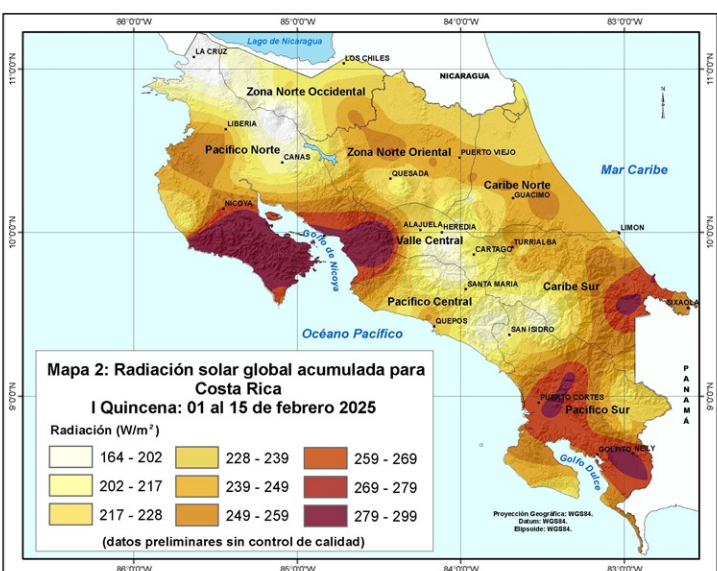 86°0'0"W 85°0'0"W 84°0'0"W 83°0'0"W
11°0'0"N
11°0'0"N
10°0'0"N
10°0'0"N
9°0'0"N
9°0'0"N
Lago de Nicaragua
LA CRUZ
LOS CHILES
NICARAGUA
N
Zona Norte Occidental
LIBERIA
Pacífico Norte
CANAS
Zona Norte Oriental
PUERTO VIEJO
Mar Caribe
QUESADA
Caribe Norte
GUACIMO
NICOYA
Golfo de Nicoya
ALAJUELA
HEREDIA
LIMON
Valle Central
CARTAGO
TURRIALBA
SANTA MARIA
Caribe Sur
SIXAOLA
Pacífico Central
QUEPOS
SAN ISIDRO
Océano Pacífico
PANAMÁ
PUERTO CORTES
Pacífico Sur
GOLFITO
NEILY
Golfo Dulce
Mapa 2: Radiación solar global acumulada para
Costa Rica
I Quincena: 01 al 15 de febrero 2025
Radiación (W/m²)
164 - 202 228 - 239 259 - 269
202 - 217 239 - 249 269 - 279
217 - 228 249 - 259 279 - 299
(datos preliminares sin control de calidad)
Proyección Geográfica: WGS84.
Datum: WGS84.
Elipsoide: WGS84.
86°0'0"W 85°0'0"W 84°0'0"W 83°0'0"W